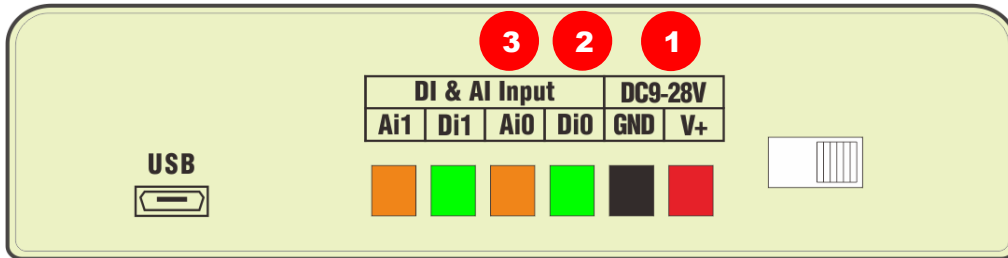 3 2 1
DI & AI Input DC9-28V
Ai1 Di1 Ai0 Di0 GND V+
USB